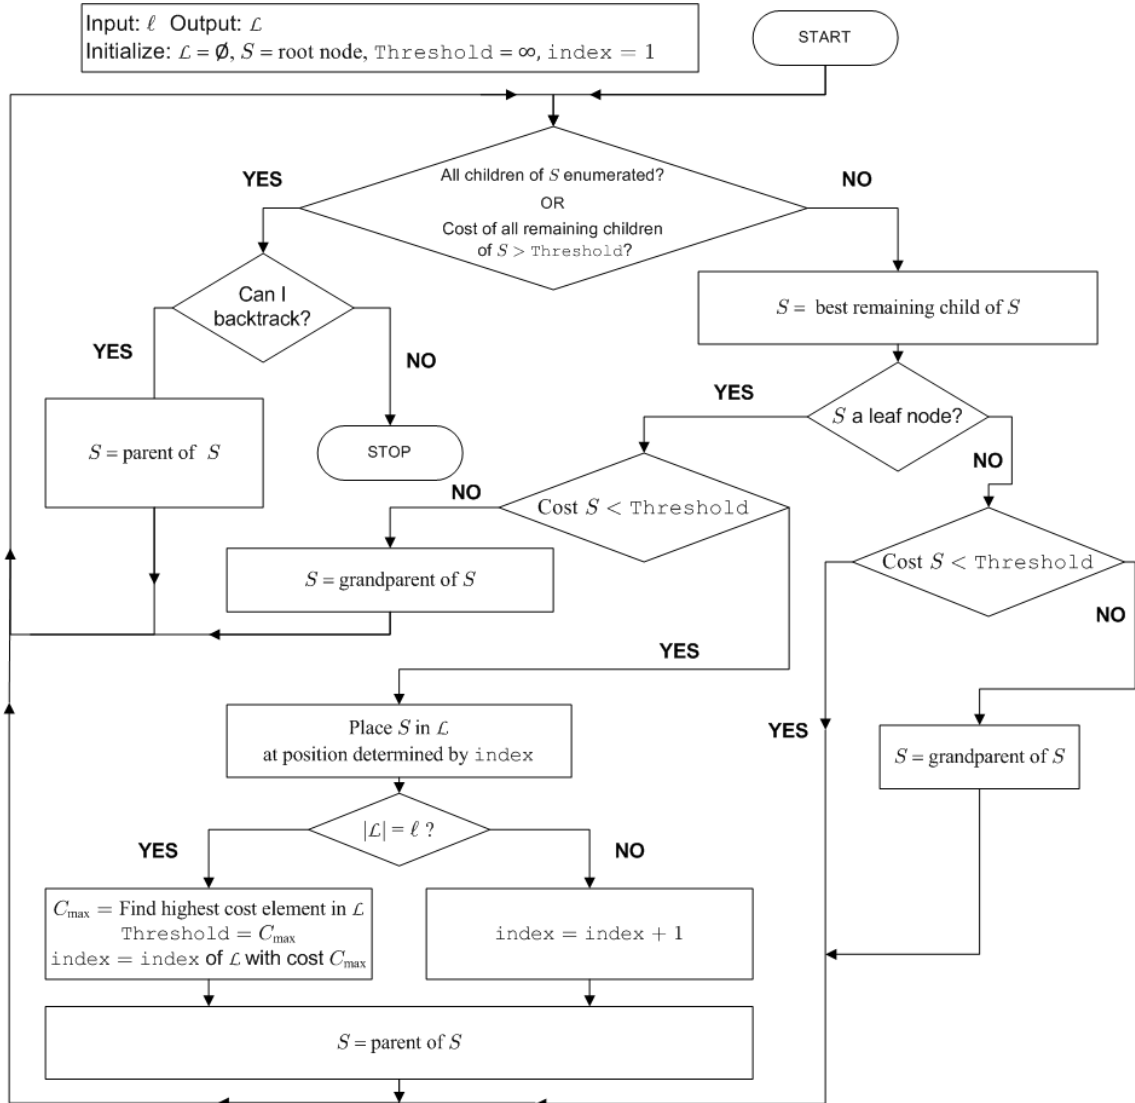 Input: ℓ Output: ℒ
Initialize: ℒ = Ø, S = root node, Threshold = ∞, index = 1
START
All children of S enumerated?
OR
Cost of all remaining children
of S > Threshold?
YES
NO
Can I
backtrack?
S = best remaining child of S
YES
NO
YES
S a leaf node?
S = parent of S
STOP
NO
NO
Cost S < Threshold
Cost S < Threshold
S = grandparent of S
NO
YES
Place S in ℒ
at position determined by index
YES
S = grandparent of S
|ℒ| = ℓ ?
YES
NO
C_max = Find highest cost element in ℒ
Threshold = C_max
index = index of ℒ with cost C_max
index = index + 1
S = parent of S